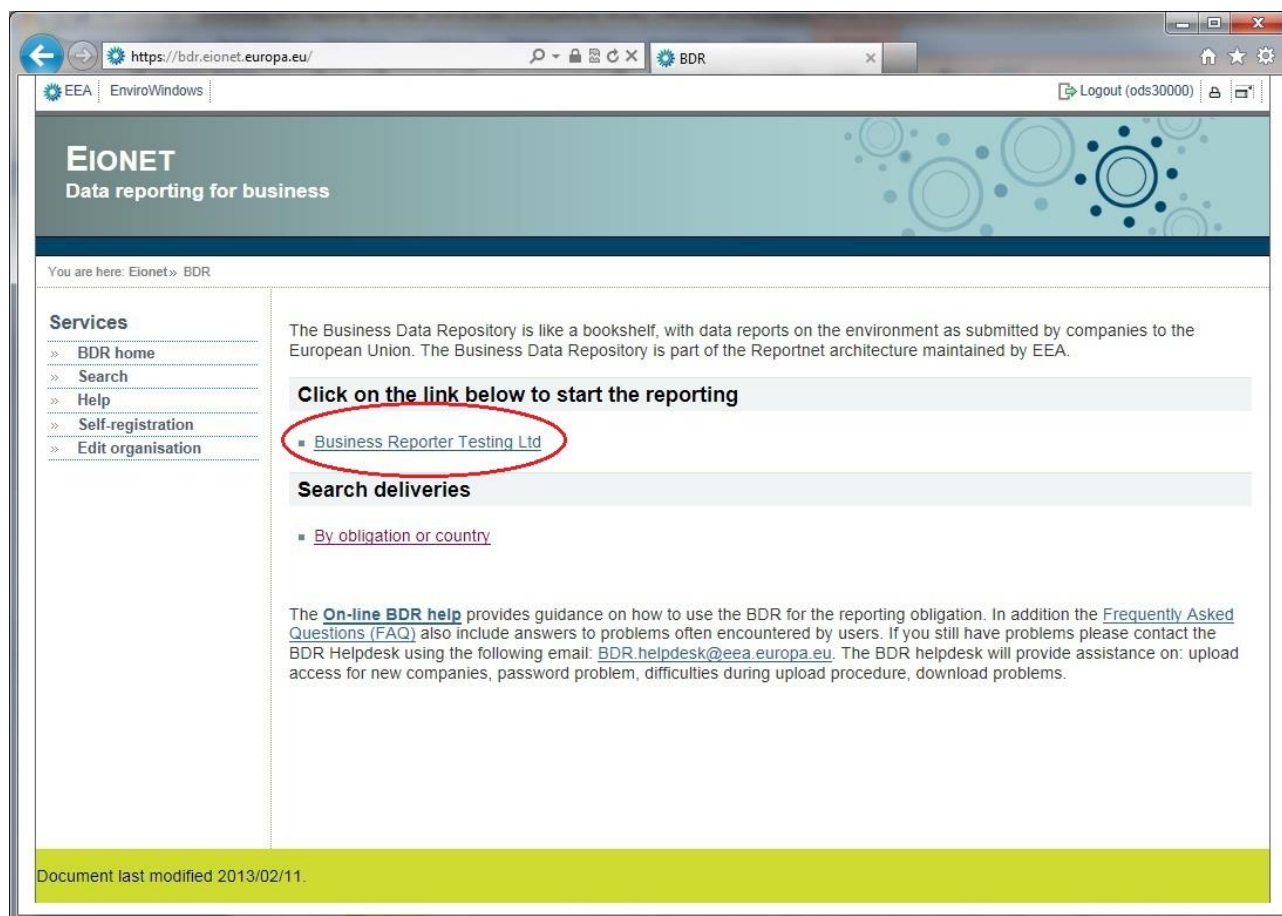 https://bdr.eionet.europa.eu/
BDR
EEA EnviroWindows
Logout (ods30000)
EIONET
Data reporting for business
You are here: Eionet» BDR
Services
» BDR home
» Search
» Help
» Self-registration
» Edit organisation
The Business Data Repository is like a bookshelf, with data reports on the environment as submitted by companies to the
European Union. The Business Data Repository is part of the Reportnet architecture maintained by EEA.
Click on the link below to start the reporting
Business Reporter Testing Ltd
Search deliveries
By obligation or country
The On-line BDR help provides guidance on how to use the BDR for the reporting obligation. In addition the Frequently Asked
Questions (FAQ) also include answers to problems often encountered by users. If you still have problems please contact the
BDR Helpdesk using the following email: BDR.helpdesk@eea.europa.eu. The BDR helpdesk will provide assistance on: upload
access for new companies, password problem, difficulties during upload procedure, download problems.
Document last modified 2013/02/11.